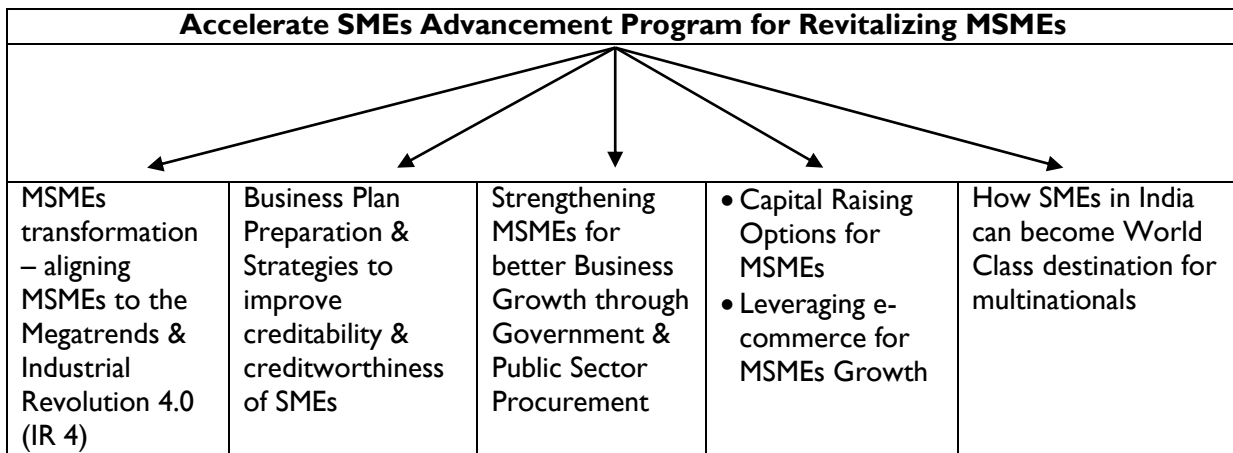 Accelerate SMEs Advancement Program for Revitalizing MSMEs
MSMEs
transformation
– aligning
MSMEs to the
Megatrends &
Industrial
Revolution 4.0
(IR 4)
Business Plan
Preparation &
Strategies to
improve
creditability &
creditworthiness
of SMEs
Strengthening
MSMEs for
better Business
Growth through
Government &
Public Sector
Procurement
• Capital Raising
Options for
MSMEs
• Leveraging e-
commerce for
MSMEs Growth
How SMEs in India
can become World
Class destination for
multinationals